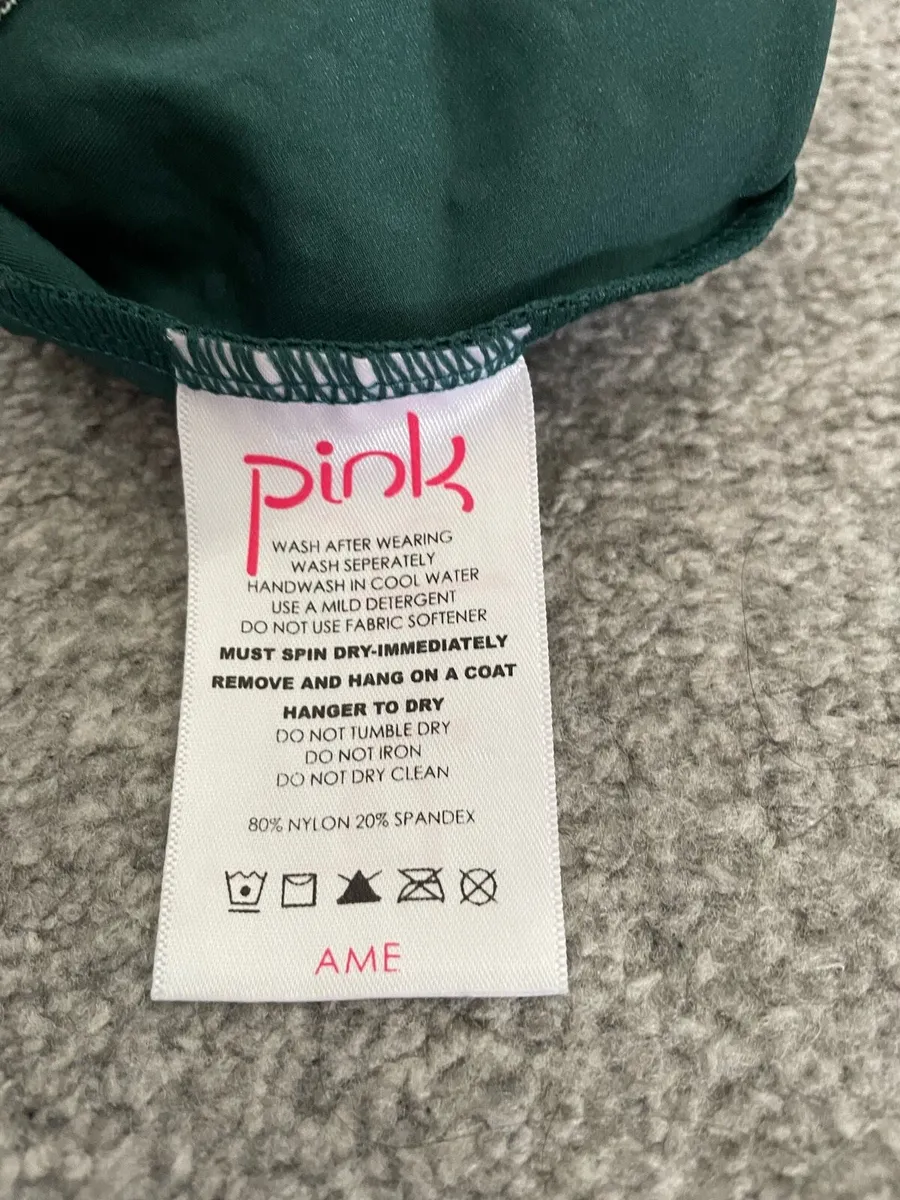 pink
WASH AFTER WEARING
WASH SEPERATELY
HANDWASH IN COOL WATER
USE A MILD DETERGENT
DO NOT USE FABRIC SOFTENER
MUST SPIN DRY-IMMEDIATELY
REMOVE AND HANG ON A COAT
HANGER TO DRY
DO NOT TUMBLE DRY
DO NOT IRON
DO NOT DRY CLEAN
80% NYLON 20% SPANDEX
AME